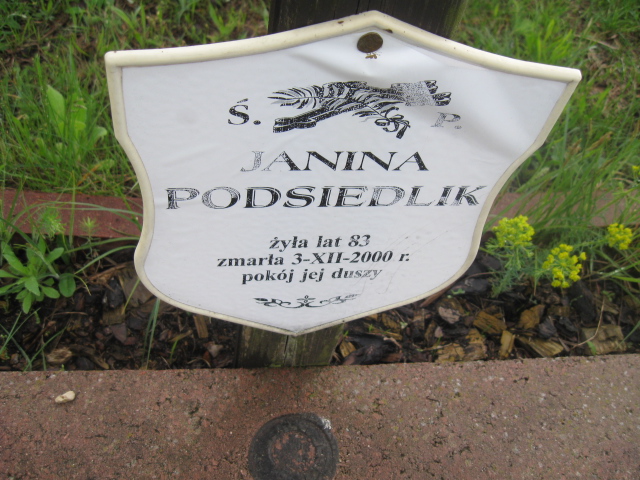 Ś. P.
JANINA
PODSIEDLIK
żyła lat 83
zmarła 3-XII-2000 r.
pokój jej duszy